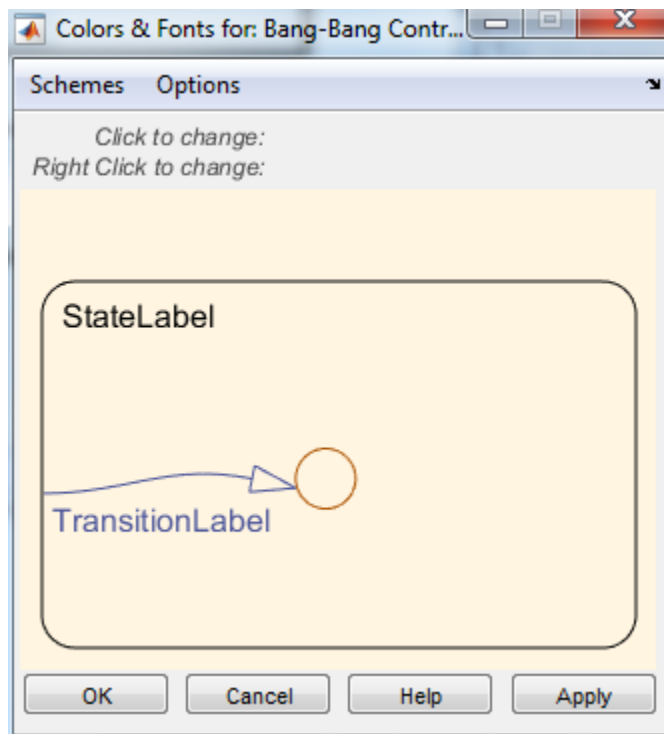 Colors & Fonts for: Bang-Bang Contr...
Schemes Options
Click to change:
Right Click to change:
StateLabel
TransitionLabel
OK Cancel Help Apply